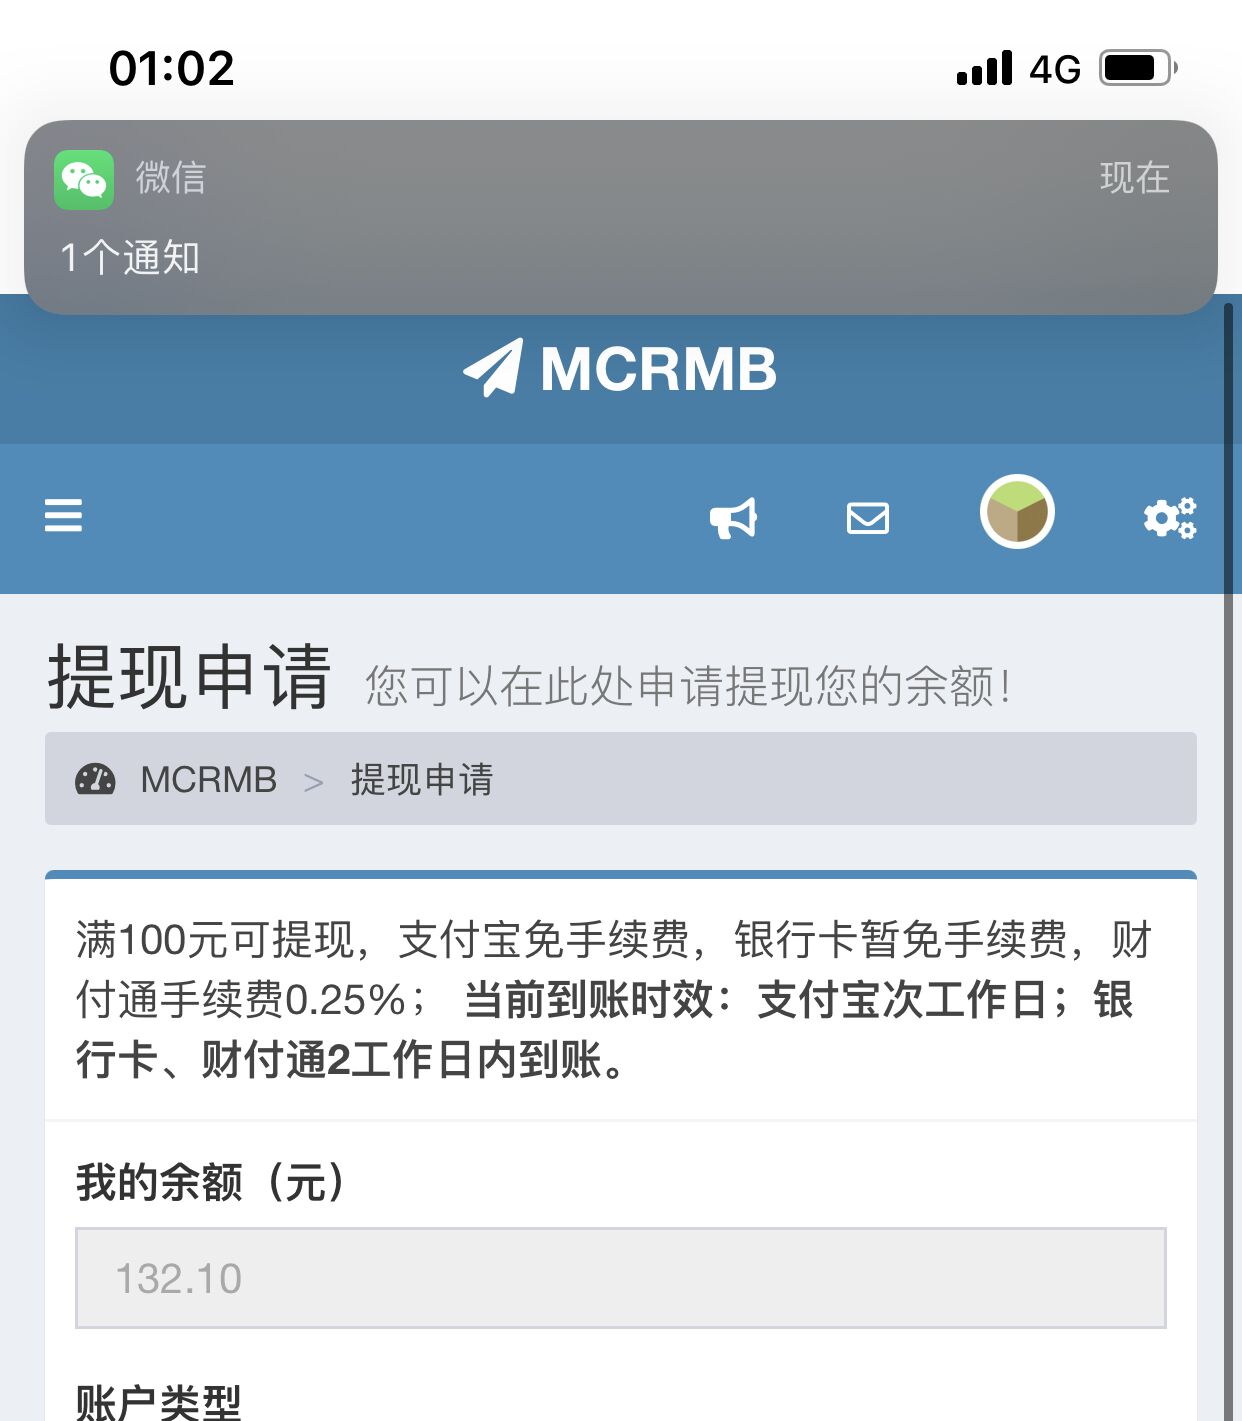 01:02
4G
微信
现在
1个通知
MCRMB
提现申请 您可以在此处申请提现您的余额!
MCRMB > 提现申请
满100元可提现，支付宝免手续费，银行卡暂免手续费，财
付通手续费0.25%； 当前到账时效：支付宝次工作日；银
行卡、财付通2工作日内到账。
我的余额（元）
132.10
账户类型